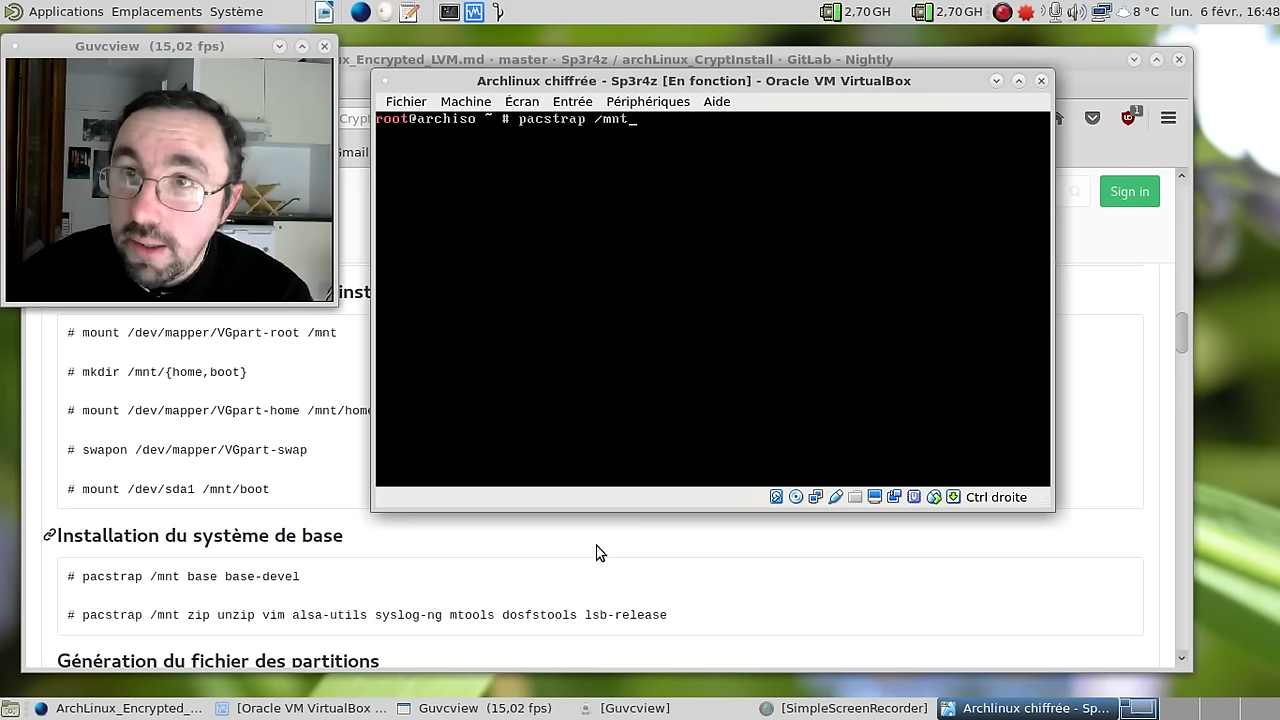 Applications Emplacements Système
2,70 GH 2,70 GH 8 °C lun. 6 févr., 16:48
Guvcview (15,02 fps)
x_Encrypted_LVM.md · master · Sp3r4z / archLinux_CryptInstall · GitLab - Nightly
Archlinux chiffrée - Sp3r4z [En fonction] - Oracle VM VirtualBox
Fichier Machine Écran Entrée Périphériques Aide
root@archiso ~ # pacstrap /mnt_
Crypt
1
Gmail
Sign in
inst
# mount /dev/mapper/VGpart-root /mnt
# mkdir /mnt/{home,boot}
# mount /dev/mapper/VGpart-home /mnt/home
# swapon /dev/mapper/VGpart-swap
# mount /dev/sda1 /mnt/boot
Ctrl droite
Installation du système de base
# pacstrap /mnt base base-devel
# pacstrap /mnt zip unzip vim alsa-utils syslog-ng mtools dosfstools lsb-release
Génération du fichier des partitions
ArchLinux_Encrypted_... [Oracle VM VirtualBox ... Guvcview (15,02 fps) [Guvcview] [SimpleScreenRecorder] Archlinux chiffrée - Sp...